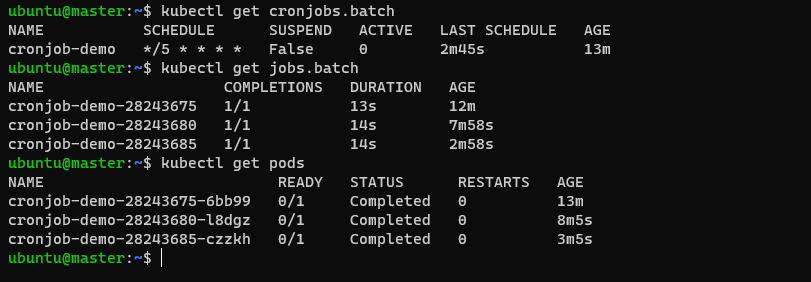 ubuntu@master:~$ kubectl get cronjobs.batch
NAME           SCHEDULE      SUSPEND   ACTIVE   LAST SCHEDULE   AGE
cronjob-demo   */5 * * * *   False     0        2m45s           13m
ubuntu@master:~$ kubectl get jobs.batch
NAME                    COMPLETIONS   DURATION   AGE
cronjob-demo-28243675   1/1           13s        12m
cronjob-demo-28243680   1/1           14s        7m58s
cronjob-demo-28243685   1/1           14s        2m58s
ubuntu@master:~$ kubectl get pods
NAME                          READY   STATUS      RESTARTS   AGE
cronjob-demo-28243675-6bb99   0/1     Completed   0          13m
cronjob-demo-28243680-l8dgz   0/1     Completed   0          8m5s
cronjob-demo-28243685-czzkh   0/1     Completed   0          3m5s
ubuntu@master:~$